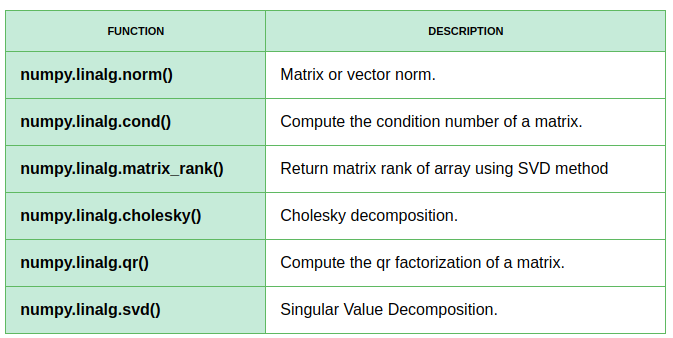 FUNCTION DESCRIPTION
numpy.linalg.norm() Matrix or vector norm.
numpy.linalg.cond() Compute the condition number of a matrix.
numpy.linalg.matrix_rank() Return matrix rank of array using SVD method
numpy.linalg.cholesky() Cholesky decomposition.
numpy.linalg.qr() Compute the qr factorization of a matrix.
numpy.linalg.svd() Singular Value Decomposition.